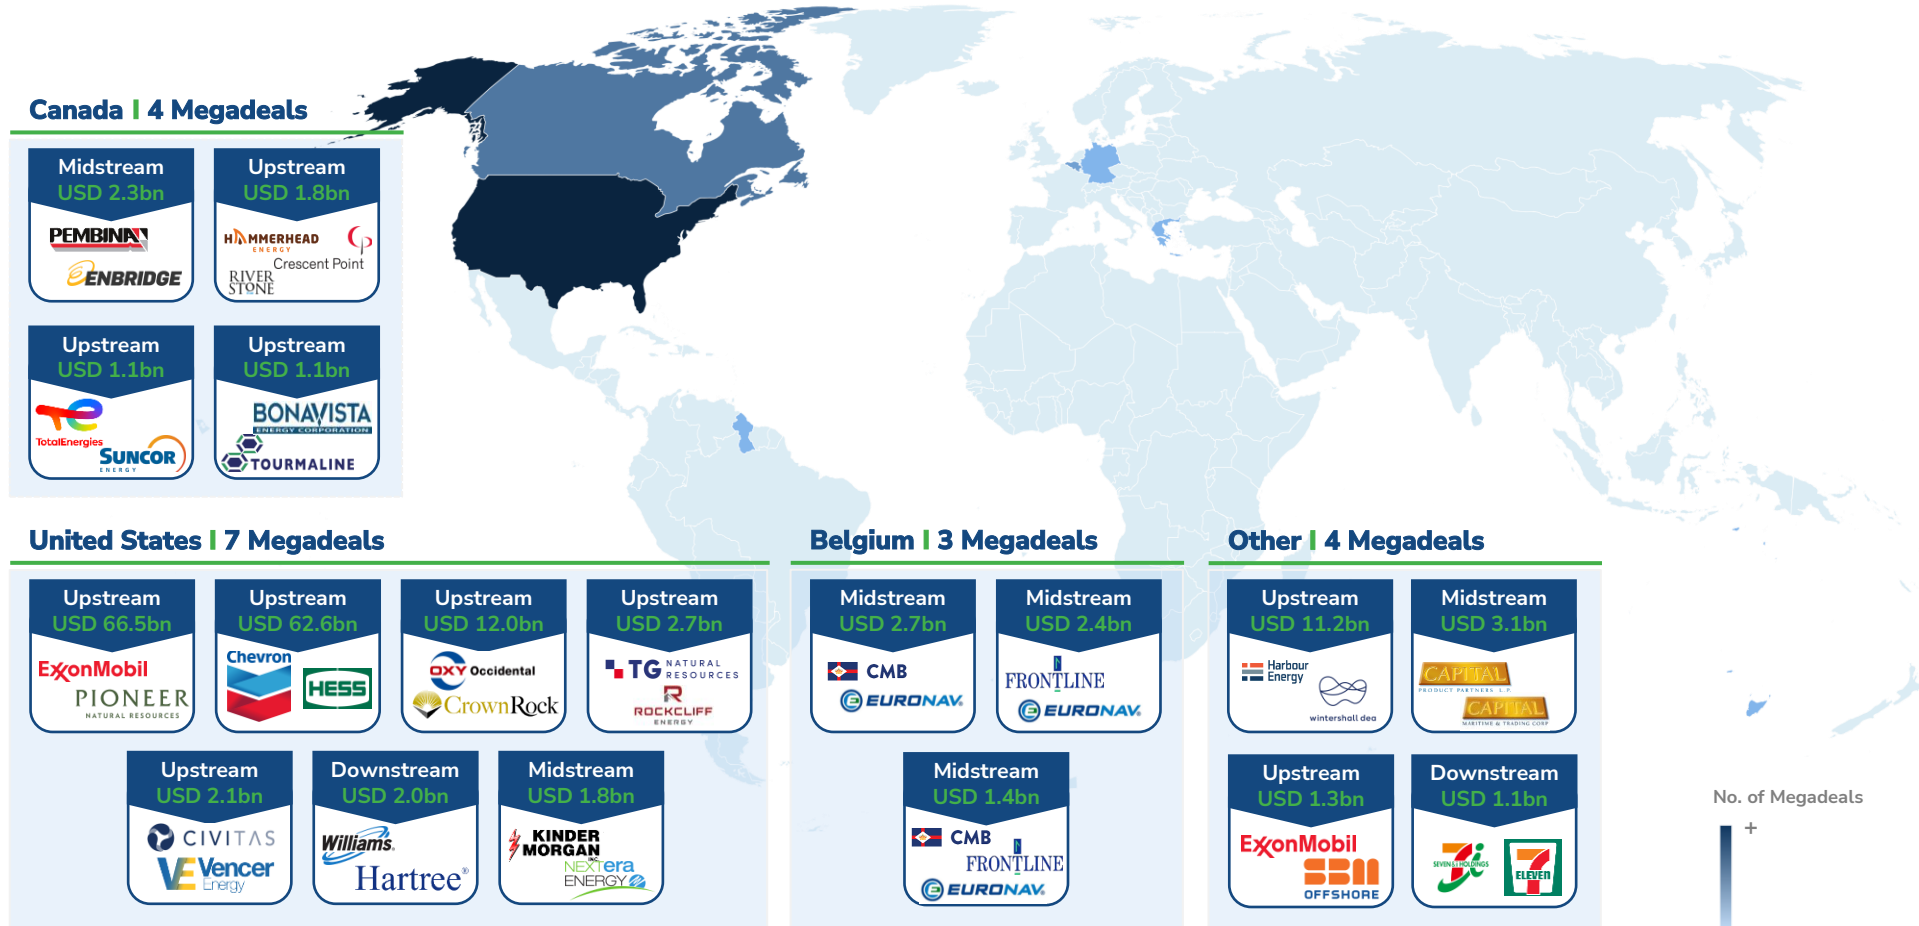 Canada | 4 Megadeals
Midstream
USD 2.3bn
PEMBINA
ENBRIDGE
Upstream
USD 1.8bn
HAMMERHEAD
ENERGY
Crescent Point
RIVER
STONE
Upstream
USD 1.1bn
TotalEnergies
SUNCOR
ENERGY
Upstream
USD 1.1bn
BONAVISTA
ENERGY CORPORATION
TOURMALINE
United States | 7 Megadeals
Upstream
USD 66.5bn
ExxonMobil
PIONEER
NATURAL RESOURCES
Upstream
USD 62.6bn
Chevron
HESS
Upstream
USD 12.0bn
OXY Occidental
CrownRock
Upstream
USD 2.7bn
TG NATURAL
RESOURCES
R
ROCKCLIFF
ENERGY
Upstream
USD 2.1bn
CIVITAS
VE Vencer
Energy
Downstream
USD 2.0bn
Williams.
Hartree®
Midstream
USD 1.8bn
KINDER
MORGAN
INC.
NEXTera
ENERGY
Belgium | 3 Megadeals
Midstream
USD 2.7bn
CMB
EURONAV
Midstream
USD 2.4bn
FRONTLINE
EURONAV
Midstream
USD 1.4bn
CMB
FRONTLINE
EURONAV
Other | 4 Megadeals
Upstream
USD 11.2bn
Harbour
Energy
wintershall dea
Midstream
USD 3.1bn
CAPITAL
PRODUCT PARTNERS L.P.
CAPITAL
MARITIME & TRADING CORP
Upstream
USD 1.3bn
ExxonMobil
SBM
OFFSHORE
Downstream
USD 1.1bn
7i
SEVEN & I HOLDINGS
7
ELEVEN
No. of Megadeals
+